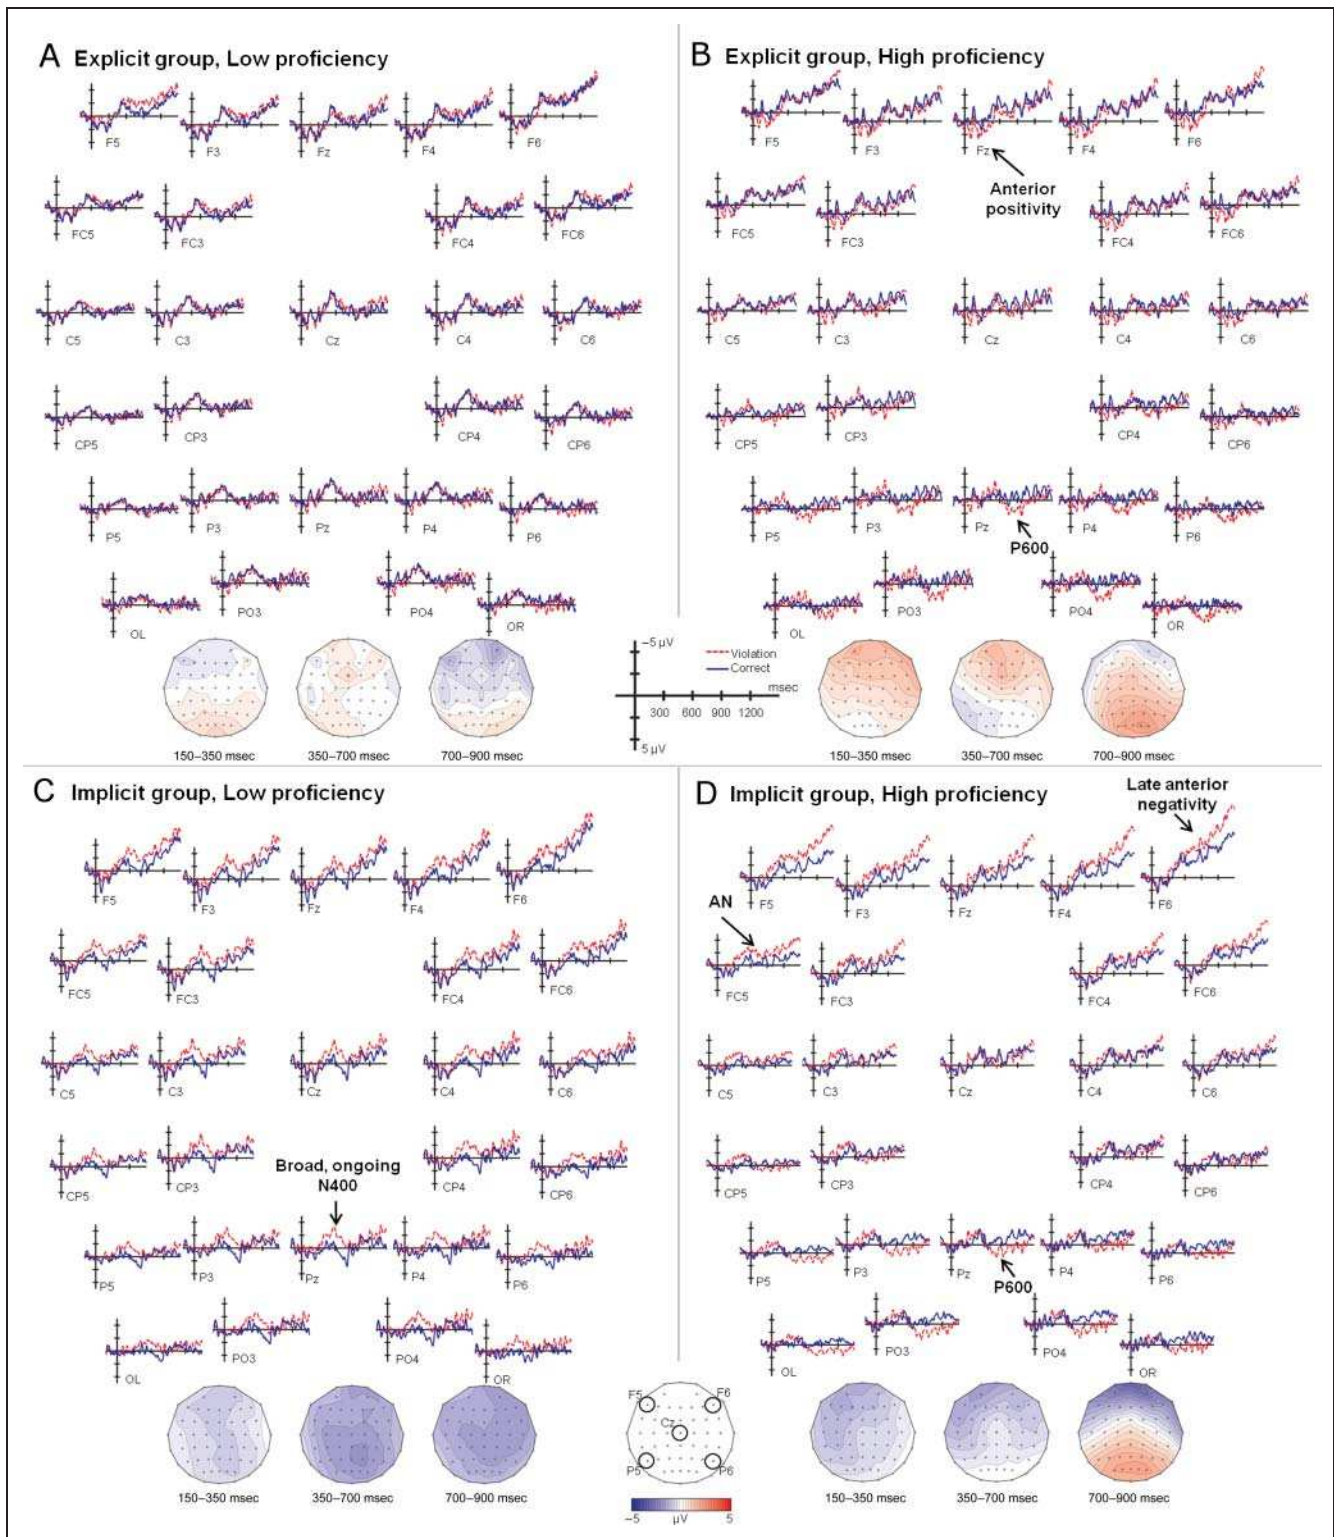 A Explicit group, Low proficiency
F5 F3 Fz F4 F6
FC5 FC3 FC4 FC6
C5 C3 Cz C4 C6
CP5 CP3 CP4 CP6
P5 P3 Pz P4 P6
OL PO3 PO4 OR
150–350 msec 350–700 msec 700–900 msec
B Explicit group, High proficiency
F5 F3 Fz F4 F6
Anterior
positivity
FC5 FC3 FC4 FC6
C5 C3 Cz C4 C6
CP5 CP3 CP4 CP6
P5 P3 Pz P4 P6
P600
OL PO3 PO4 OR
150–350 msec 350–700 msec 700–900 msec
–5 µV
Violation
Correct
msec
300 600 900 1200
5 µV
C Implicit group, Low proficiency
F5 F3 Fz F4 F6
FC5 FC3 FC4 FC6
C5 C3 Cz C4 C6
CP5 CP3 CP4 CP6
Broad, ongoing
N400
P5 P3 Pz P4 P6
OL PO3 PO4 OR
150–350 msec 350–700 msec 700–900 msec
D Implicit group, High proficiency
Late anterior
negativity
F5 F3 Fz F4 F6
AN
FC5 FC3 FC4 FC6
C5 C3 Cz C4 C6
CP5 CP3 CP4 CP6
P5 P3 Pz P4 P6
P600
OL PO3 PO4 OR
150–350 msec 350–700 msec 700–900 msec
F5 F6
Cz
P5 P6
–5 µV 5